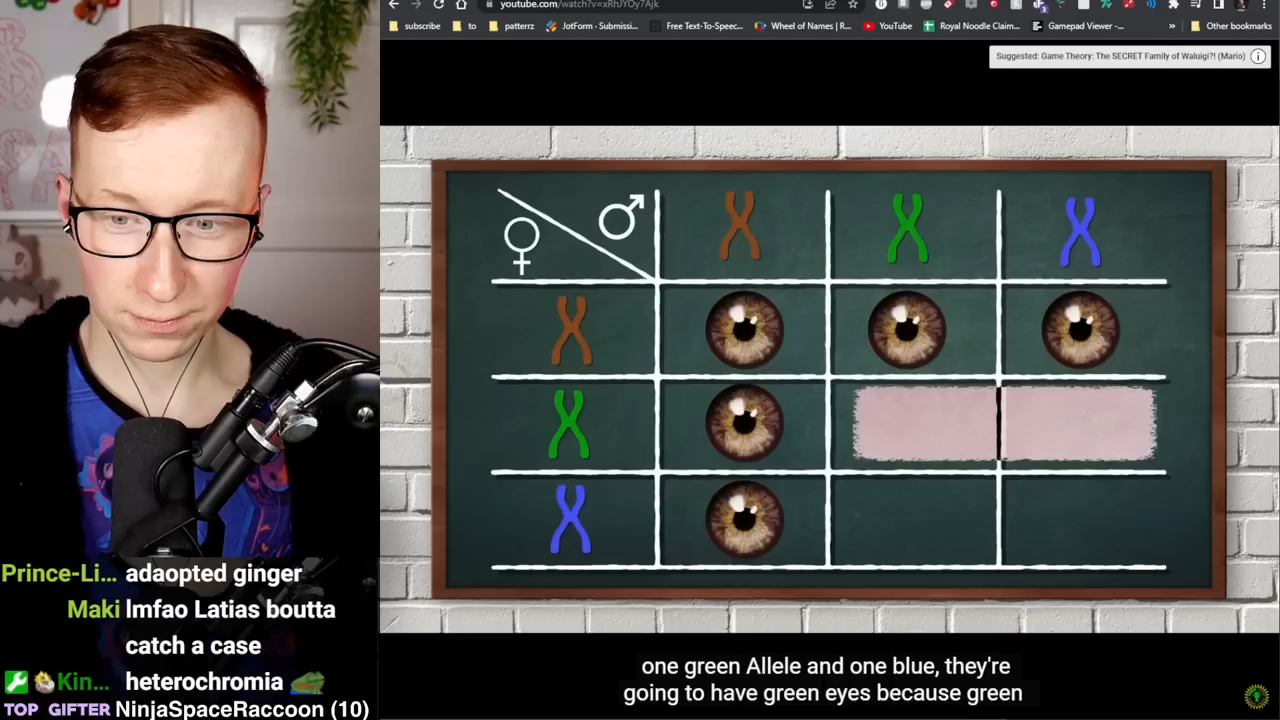 youtube.com/watch?v=xRhJYOy7Ajk
subscribe
to
patterrz
JotForm - Submissi...
Free Text-To-Speec...
Wheel of Names | R...
YouTube
Royal Noodle Claim...
Gamepad Viewer -...
»
Other bookmarks
Suggested: Game Theory: The SECRET Family of Waluigi?! (Mario)
one green Allele and one blue, they're
going to have green eyes because green
Prince-Li... adaopted ginger
Maki lmfao Latias boutta
catch a case
Kin... heterochromia
TOP GIFTER NinjaSpaceRaccoon (10)